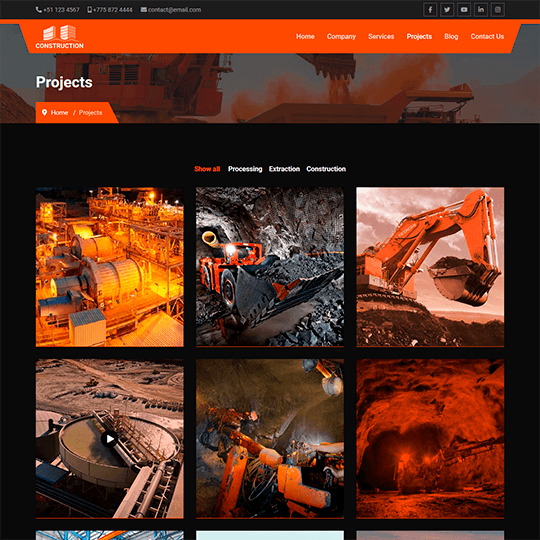 +51 123 4567 +775 872 4444 contact@email.com
CONSTRUCTION
Home Company Services Projects Blog Contact Us
Projects
Home / Projects
Show all Processing Extraction Construction